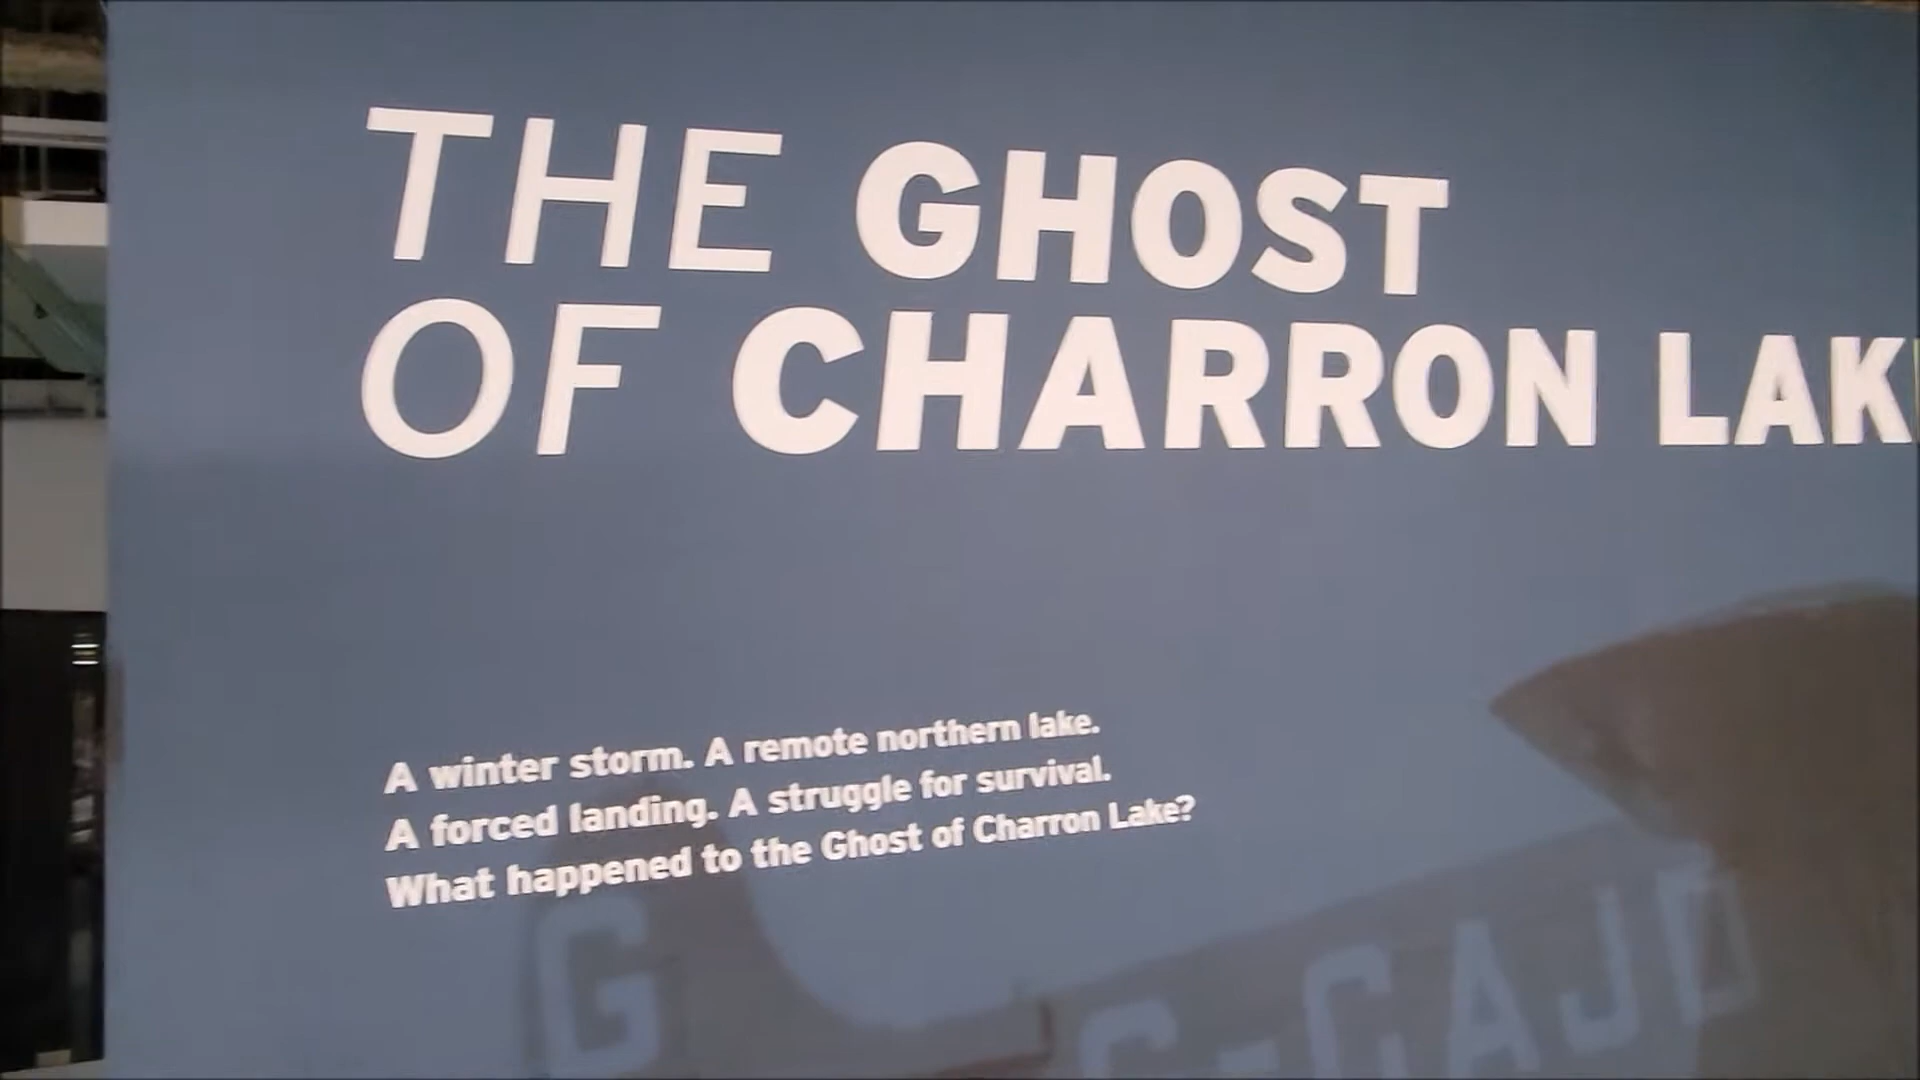 THE GHOST
OF CHARRON LAK
A winter storm. A remote northern lake.
A forced landing. A struggle for survival.
What happened to the Ghost of Charron Lake?
G
G-CAJD